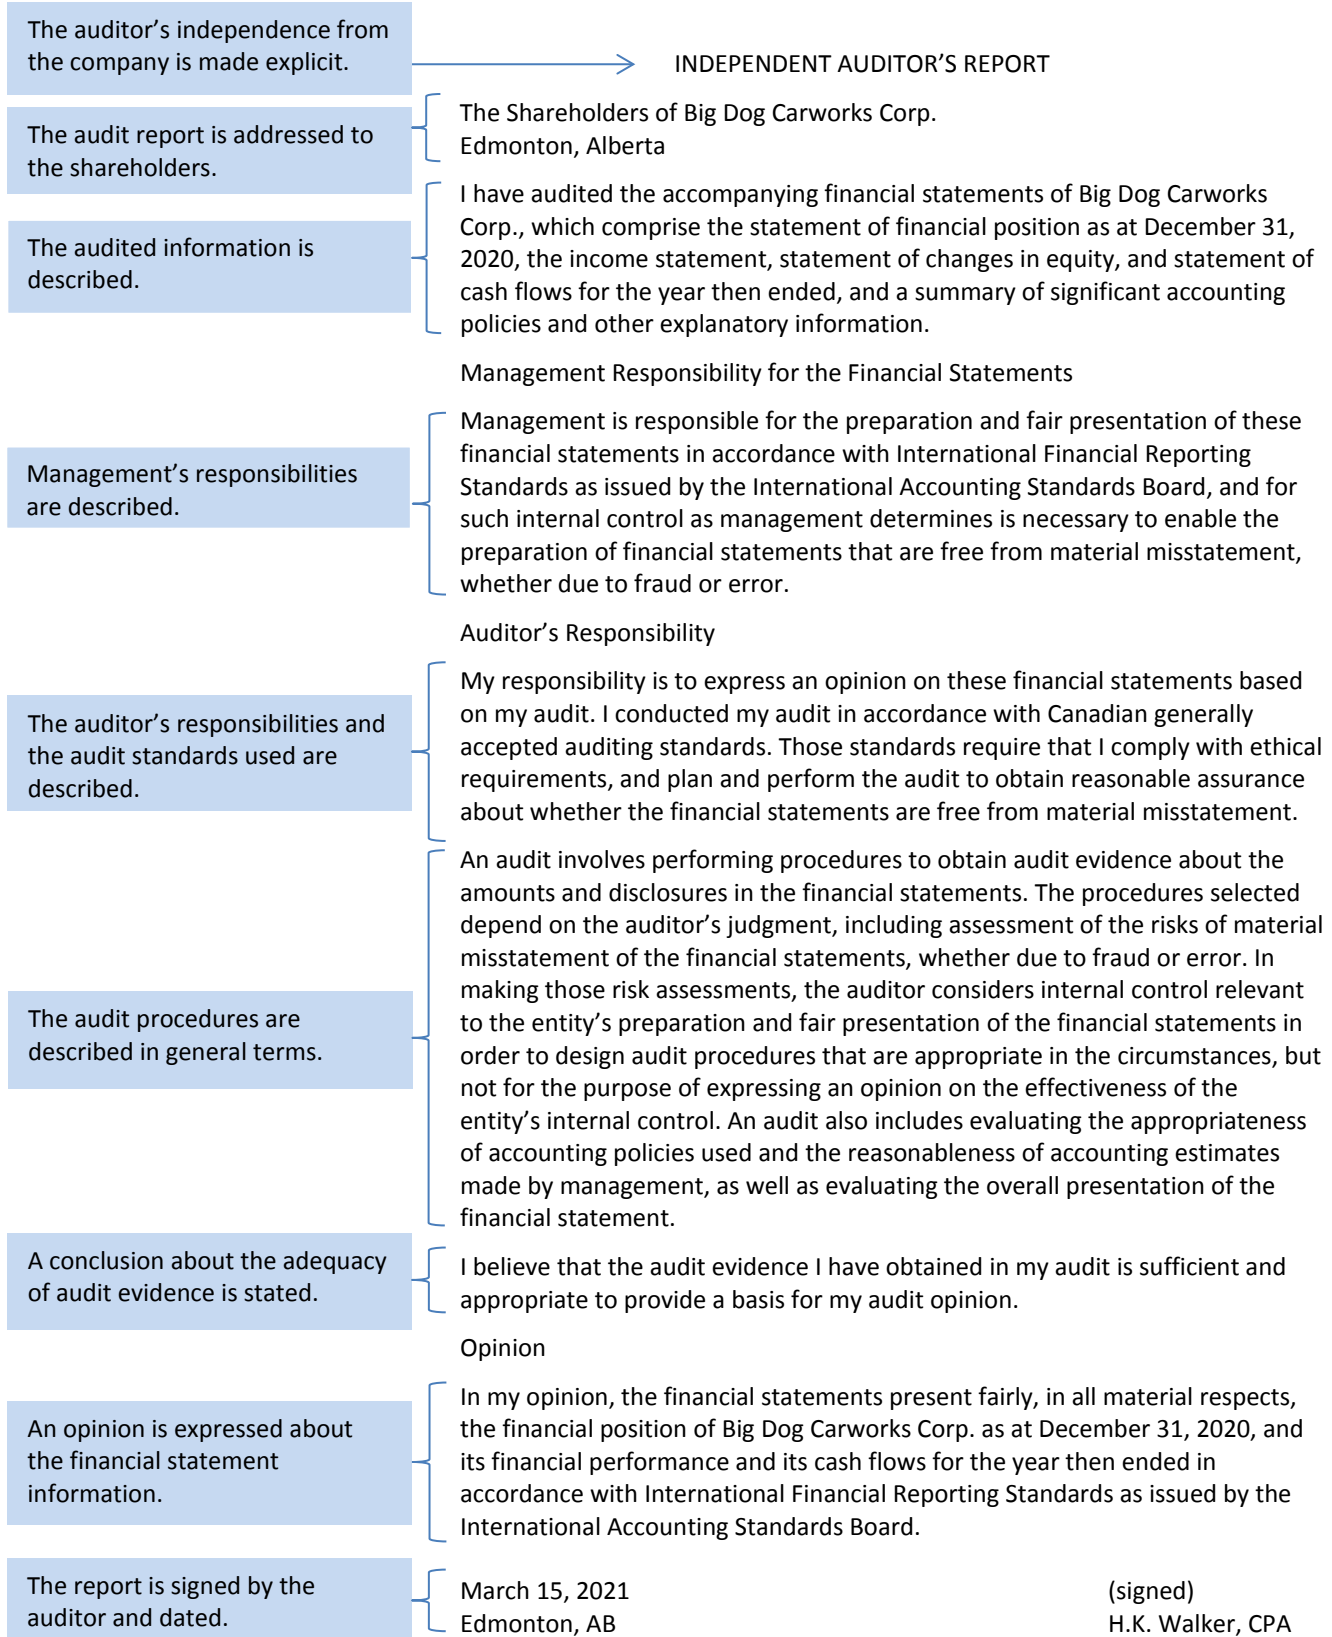 The auditor’s independence from
the company is made explicit.
INDEPENDENT AUDITOR’S REPORT
The audit report is addressed to
the shareholders.
The Shareholders of Big Dog Carworks Corp.
Edmonton, Alberta
The audited information is
described.
I have audited the accompanying financial statements of Big Dog Carworks
Corp., which comprise the statement of financial position as at December 31,
2020, the income statement, statement of changes in equity, and statement of
cash flows for the year then ended, and a summary of significant accounting
policies and other explanatory information.
Management Responsibility for the Financial Statements
Management’s responsibilities
are described.
Management is responsible for the preparation and fair presentation of these
financial statements in accordance with International Financial Reporting
Standards as issued by the International Accounting Standards Board, and for
such internal control as management determines is necessary to enable the
preparation of financial statements that are free from material misstatement,
whether due to fraud or error.
Auditor’s Responsibility
The auditor’s responsibilities and
the audit standards used are
described.
My responsibility is to express an opinion on these financial statements based
on my audit. I conducted my audit in accordance with Canadian generally
accepted auditing standards. Those standards require that I comply with ethical
requirements, and plan and perform the audit to obtain reasonable assurance
about whether the financial statements are free from material misstatement.
The audit procedures are
described in general terms.
An audit involves performing procedures to obtain audit evidence about the
amounts and disclosures in the financial statements. The procedures selected
depend on the auditor’s judgment, including assessment of the risks of material
misstatement of the financial statements, whether due to fraud or error. In
making those risk assessments, the auditor considers internal control relevant
to the entity’s preparation and fair presentation of the financial statements in
order to design audit procedures that are appropriate in the circumstances, but
not for the purpose of expressing an opinion on the effectiveness of the
entity’s internal control. An audit also includes evaluating the appropriateness
of accounting policies used and the reasonableness of accounting estimates
made by management, as well as evaluating the overall presentation of the
financial statement.
A conclusion about the adequacy
of audit evidence is stated.
I believe that the audit evidence I have obtained in my audit is sufficient and
appropriate to provide a basis for my audit opinion.
Opinion
An opinion is expressed about
the financial statement
information.
In my opinion, the financial statements present fairly, in all material respects,
the financial position of Big Dog Carworks Corp. as at December 31, 2020, and
its financial performance and its cash flows for the year then ended in
accordance with International Financial Reporting Standards as issued by the
International Accounting Standards Board.
The report is signed by the
auditor and dated.
March 15, 2021 (signed)
Edmonton, AB H.K. Walker, CPA